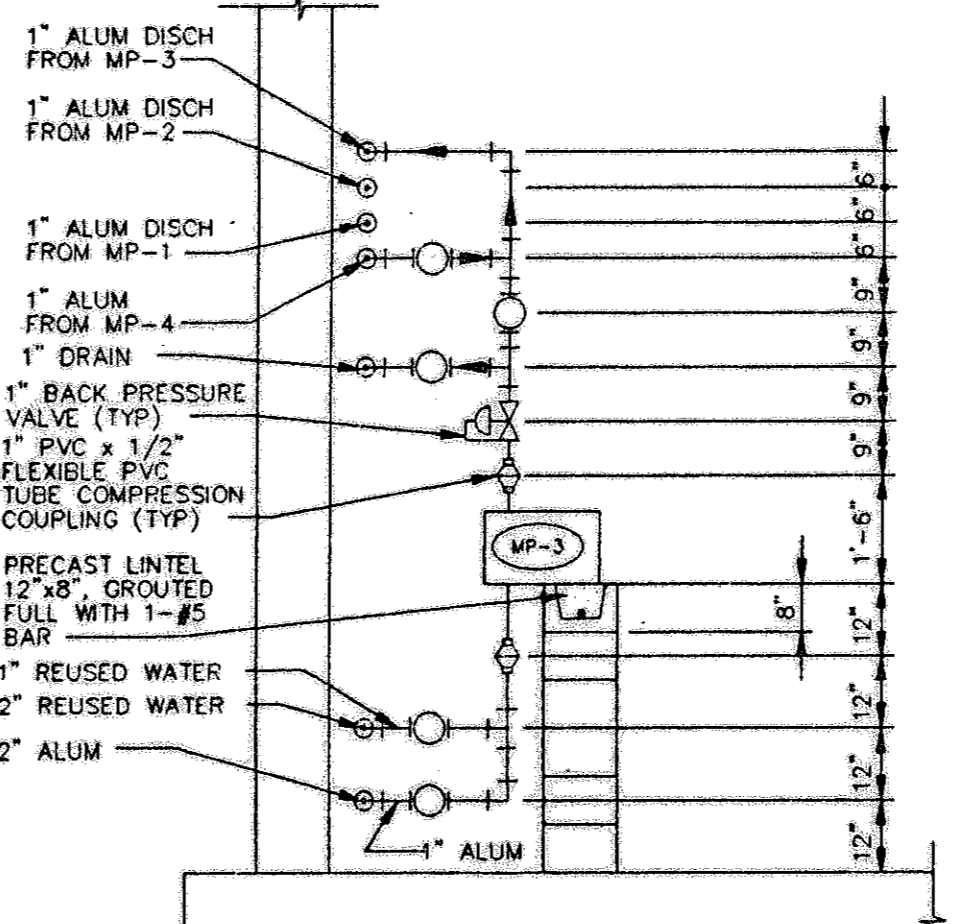 1" ALUM DISCH
FROM MP-3
1" ALUM DISCH
FROM MP-2
1" ALUM DISCH
FROM MP-1
1" ALUM
FROM MP-4
1" DRAIN
1" BACK PRESSURE
VALVE (TYP)
1" PVC x 1/2"
FLEXIBLE PVC
TUBE COMPRESSION
COUPLING (TYP)
PRECAST LINTEL
12"x8", GROUTED
FULL WITH 1-#5
BAR
1" REUSED WATER
2" REUSED WATER
2" ALUM
1" ALUM
MP-3
6"
6"
6"
9"
9"
9"
9"
1'-6"
8"
12"
12"
12"
12"